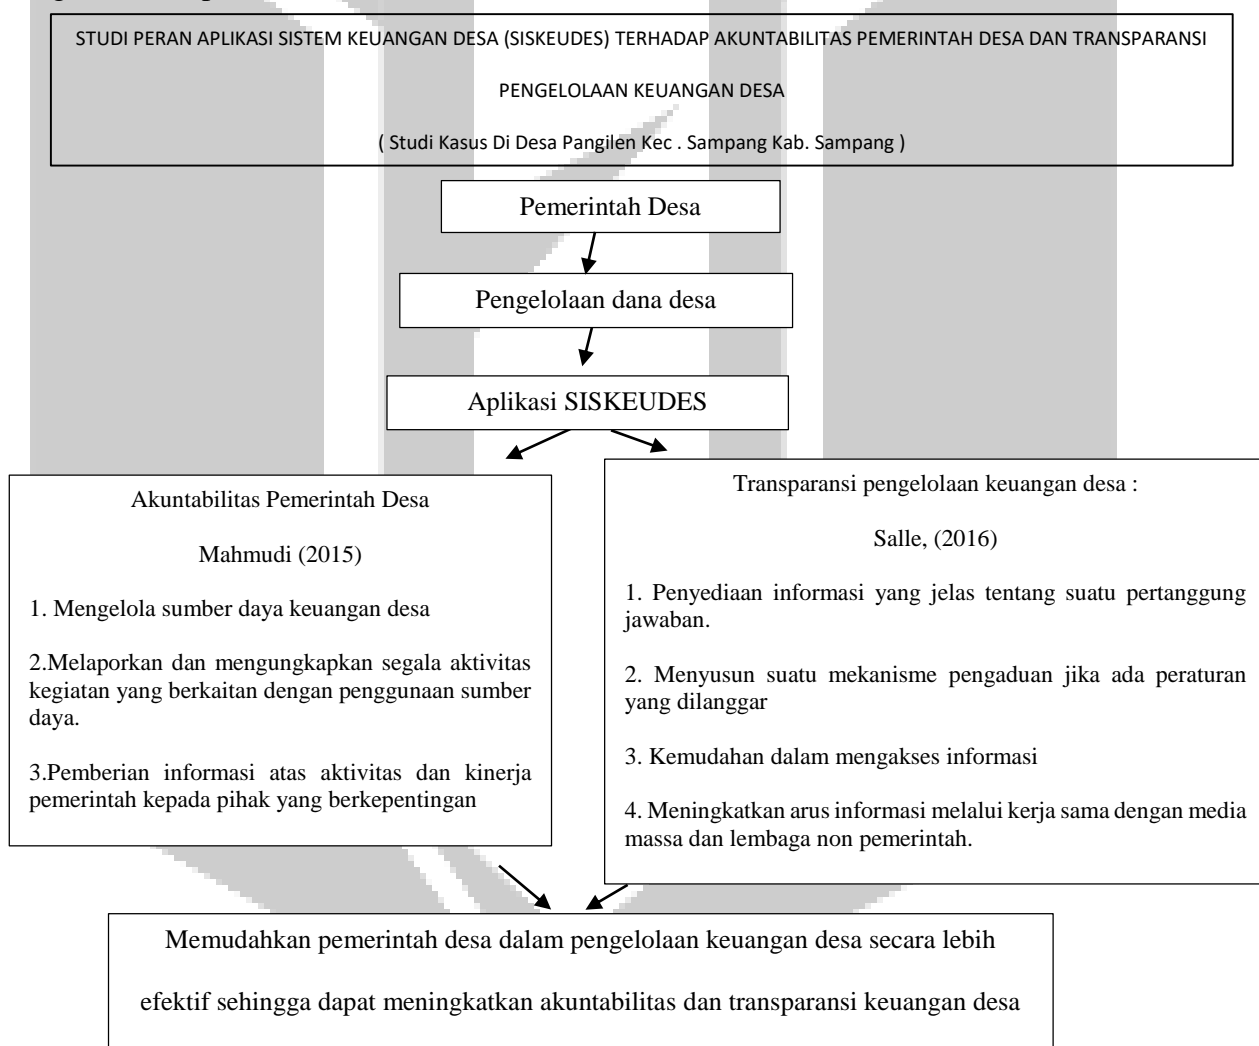 STUDI PERAN APLIKASI SISTEM KEUANGAN DESA (SISKEUDES) TERHADAP AKUNTABILITAS PEMERINTAH DESA DAN TRANSPARANSI
PENGELOLAAN KEUANGAN DESA
( Studi Kasus Di Desa Pangilen Kec . Sampang Kab. Sampang )
Pemerintah Desa
Pengelolaan dana desa
Aplikasi SISKEUDES
Akuntabilitas Pemerintah Desa
Mahmudi (2015)
1. Mengelola sumber daya keuangan desa
2.Melaporkan dan mengungkapkan segala aktivitas
kegiatan yang berkaitan dengan penggunaan sumber
daya.
3.Pemberian informasi atas aktivitas dan kinerja
pemerintah kepada pihak yang berkepentingan
Transparansi pengelolaan keuangan desa :
Salle, (2016)
1. Penyediaan informasi yang jelas tentang suatu pertanggung
jawaban.
2. Menyusun suatu mekanisme pengaduan jika ada peraturan
yang dilanggar
3. Kemudahan dalam mengakses informasi
4. Meningkatkan arus informasi melalui kerja sama dengan media
massa dan lembaga non pemerintah.
Memudahkan pemerintah desa dalam pengelolaan keuangan desa secara lebih
efektif sehingga dapat meningkatkan akuntabilitas dan transparansi keuangan desa